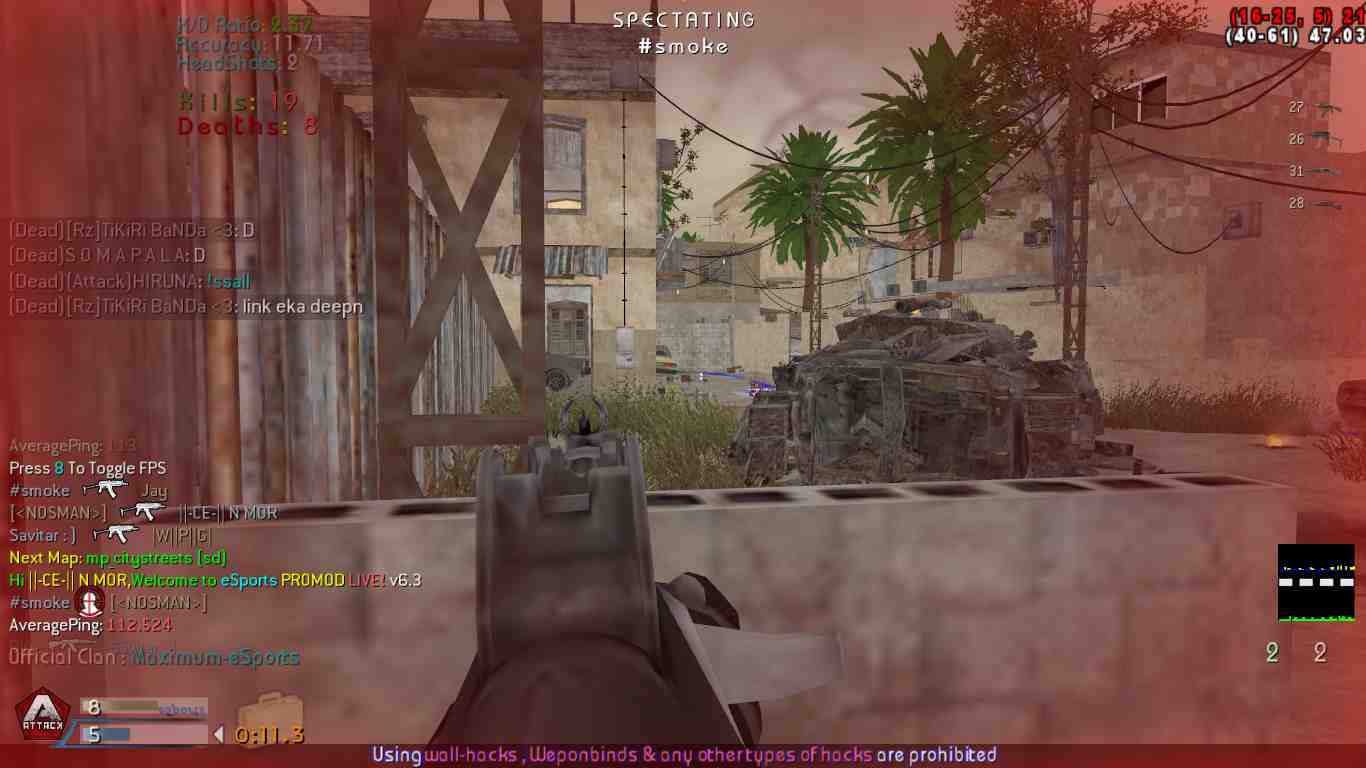 SPECTATING
#smoke
K/D Ratio: 2.37
Accuracy: 11.71
HeadShots: 2
Kills: 19
Deaths: 8
(16-25, 5) 24
(40-61) 47.03
27
26
31
28
[Dead][Rz]TiKiRi BaNDa <3: D
[Dead]S O M A P A L A: D
[Dead][Attack]HIRUNA: !ssall
[Dead][Rz]TiKiRi BaNDa <3: link eka deepn
AveragePing: 113
Press 8 To Toggle FPS
#smoke Jay
[<NOSMAN>] ||-CE-|| N MOR
Savitar : ] |W||P||G|
Next Map: mp citystreets (sd)
Hi ||-CE-|| N MOR,Welcome to eSports PROMOD LIVE! v6.3
#smoke [<NOSMAN>]
AveragePing: 112.524
Official Clan : Maximum-eSports
2 2
ATTACK
8
5
0:11.3
Using wall-hacks , Weponbinds & any other types of hacks are prohibited